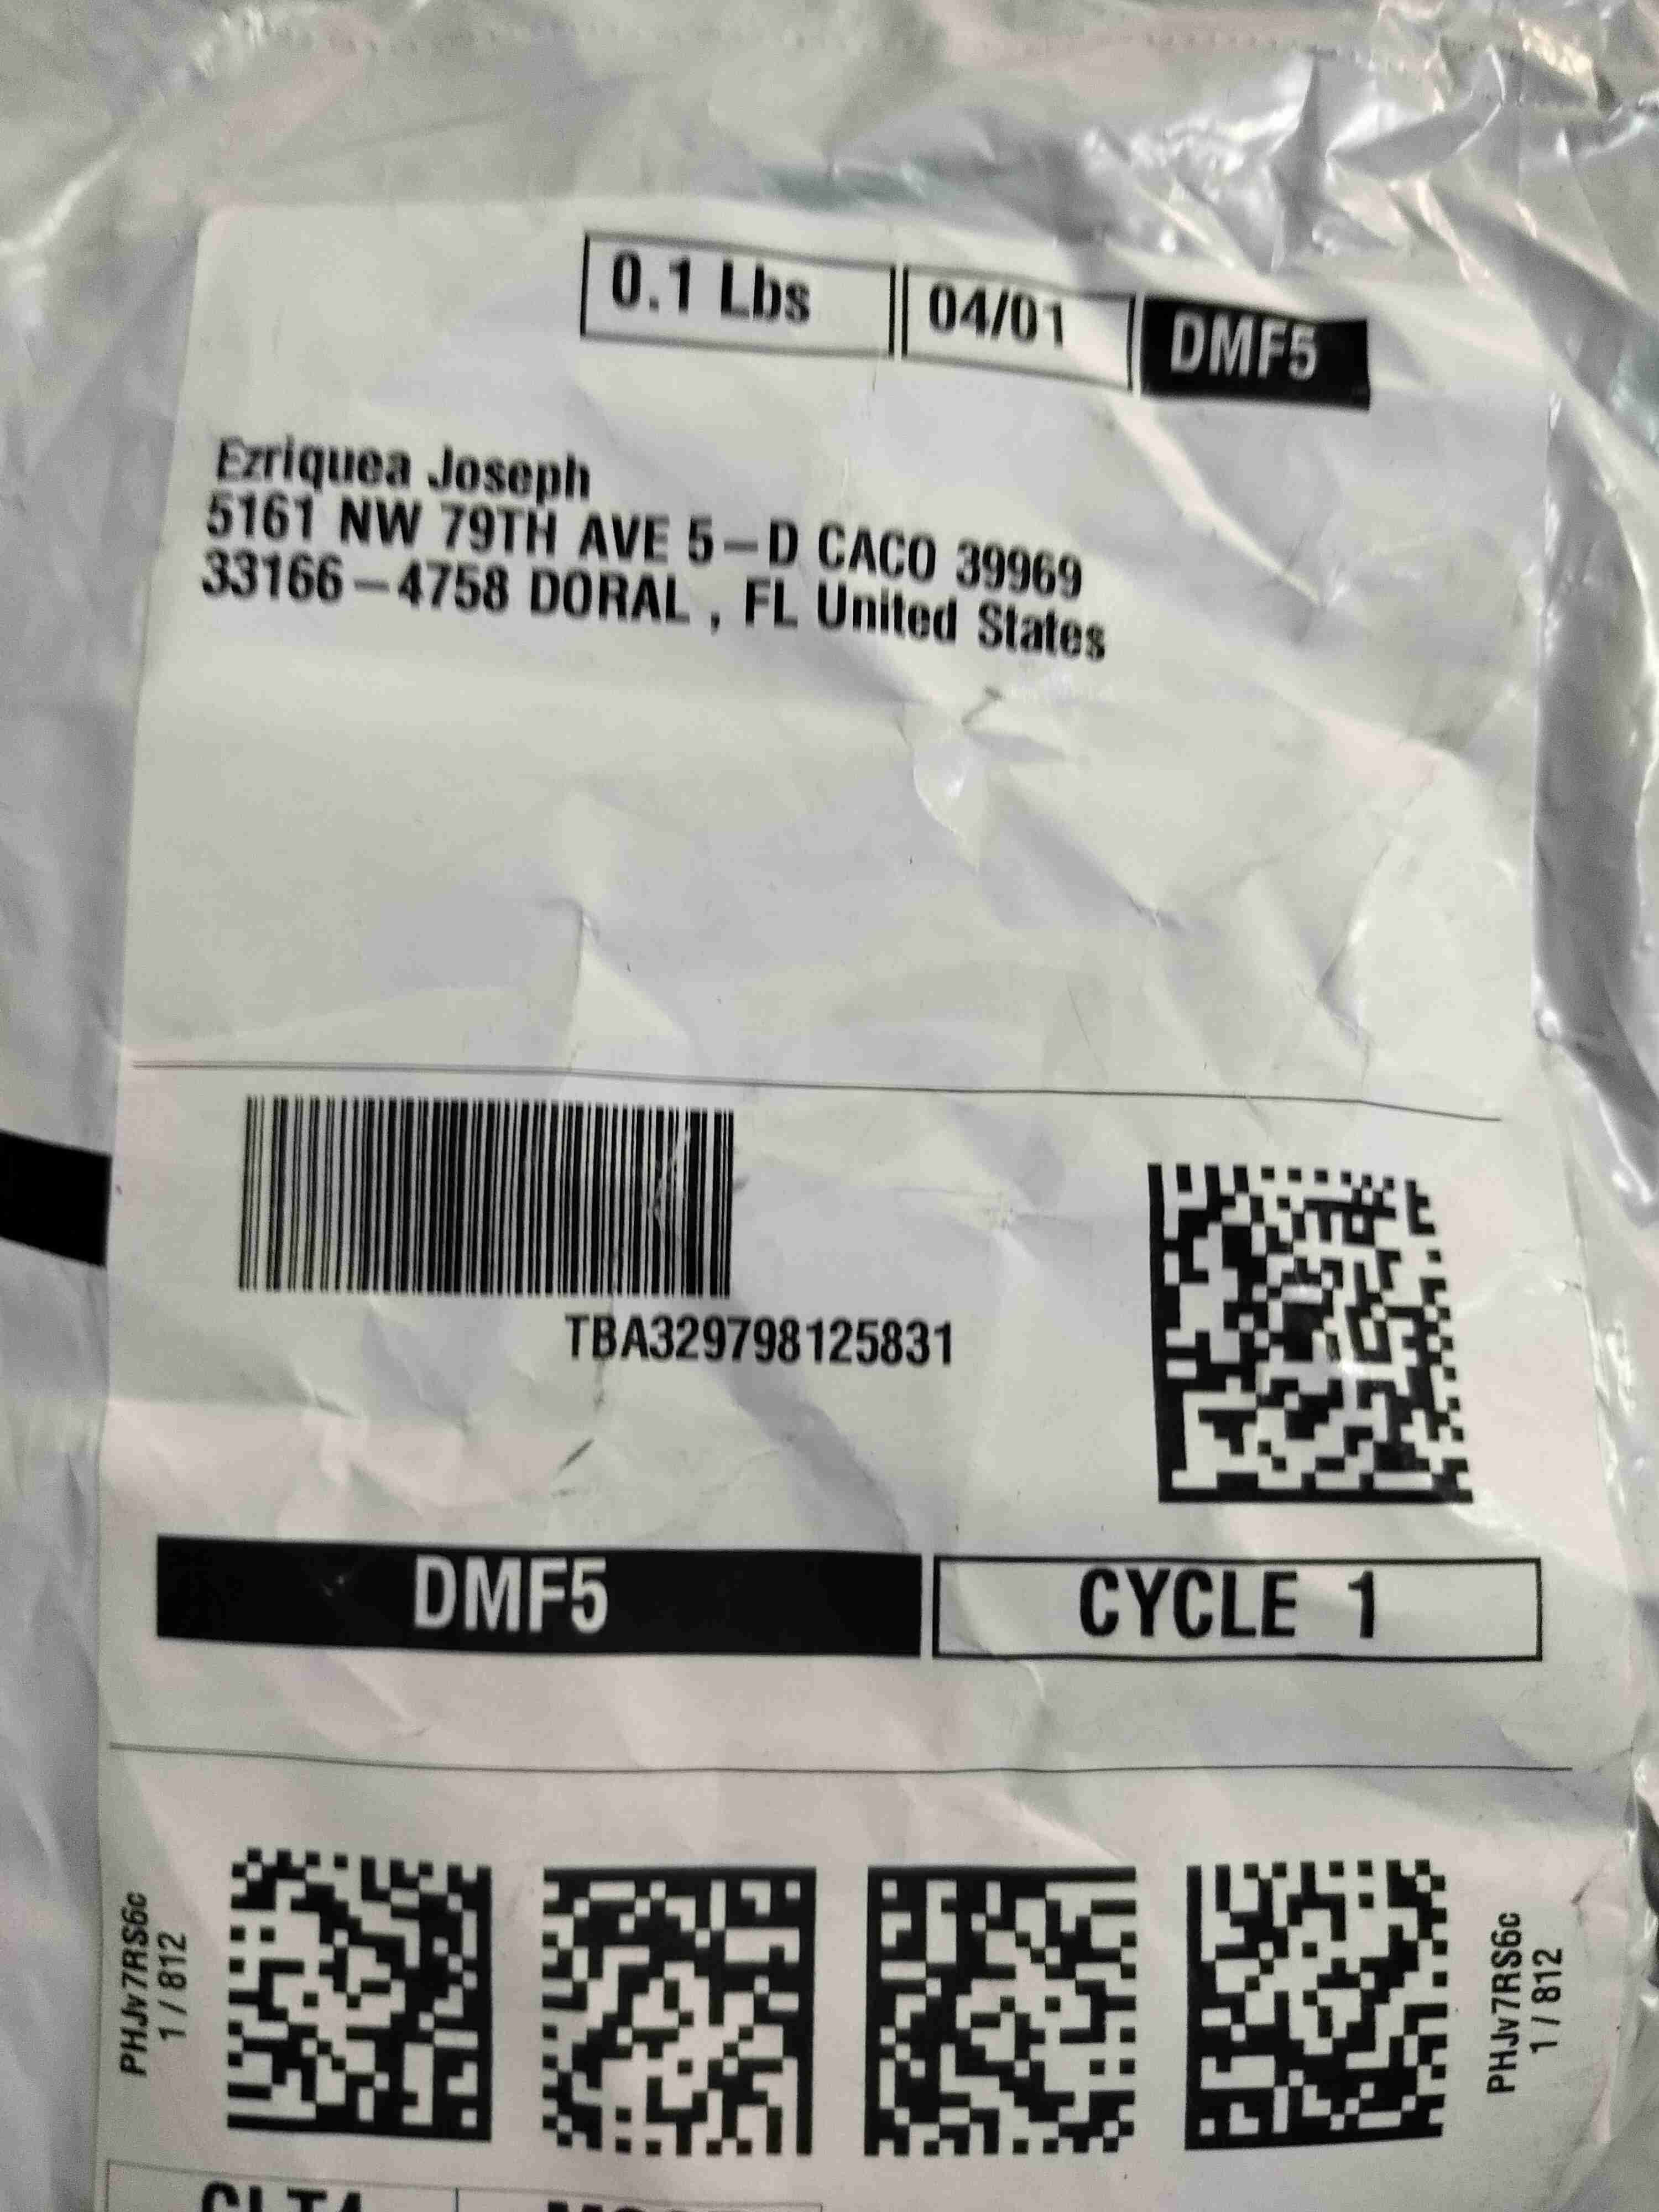 0.1 Lbs 04/01 DMF5
Ezriquea Joseph
5161 NW 79TH AVE 5-D CACO 39969
33166-4758 DORAL , FL United States
TBA329798125831
DMF5 CYCLE 1
PHJv7RS6c
1/812
PHJv7RS6c
1/812